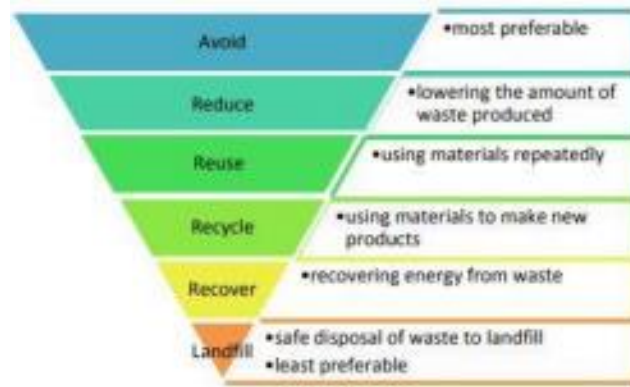 Avoid
•most preferable
Reduce
•lowering the amount of
waste produced
Reuse
•using materials repeatedly
Recycle
•using materials to make new
products
Recover
•recovering energy from waste
Landfill
•safe disposal of waste to landfill
•least preferable